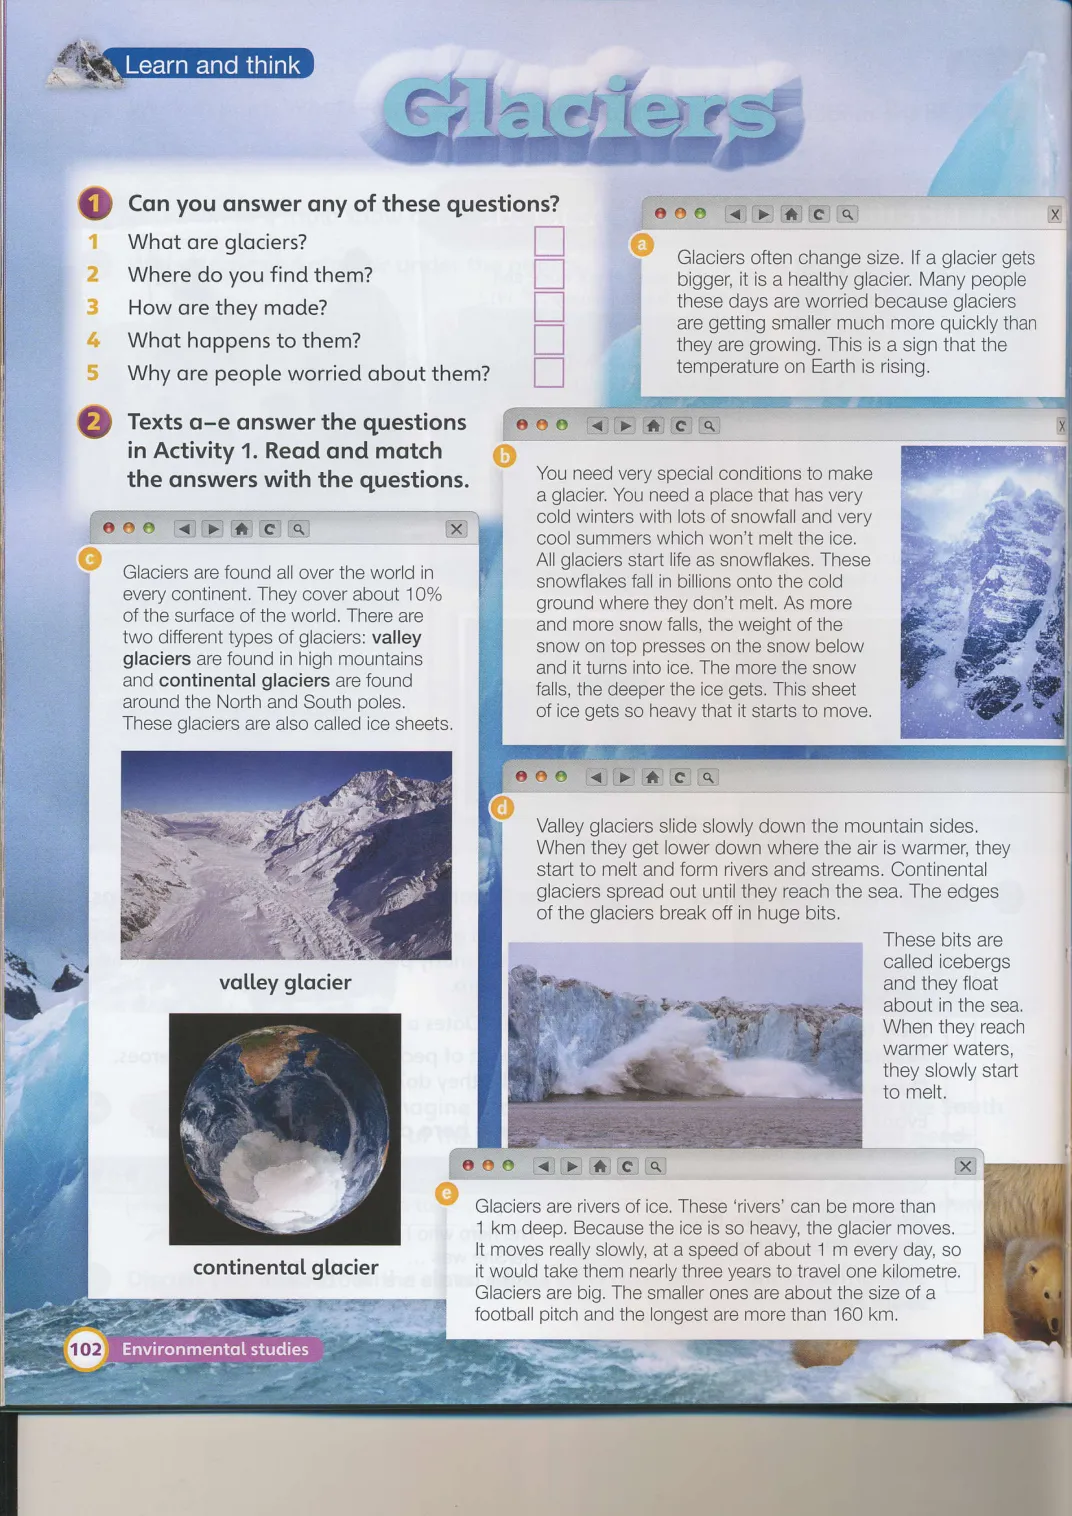 Learn and think
Glaciers
1 Can you answer any of these questions?
1 What are glaciers?
2 Where do you find them?
3 How are they made?
4 What happens to them?
5 Why are people worried about them?
2 Texts a–e answer the questions
in Activity 1. Read and match
the answers with the questions.
a
Glaciers often change size. If a glacier gets
bigger, it is a healthy glacier. Many people
these days are worried because glaciers
are getting smaller much more quickly than
they are growing. This is a sign that the
temperature on Earth is rising.
b
You need very special conditions to make
a glacier. You need a place that has very
cold winters with lots of snowfall and very
cool summers which won't melt the ice.
All glaciers start life as snowflakes. These
snowflakes fall in billions onto the cold
ground where they don't melt. As more
and more snow falls, the weight of the
snow on top presses on the snow below
and it turns into ice. The more the snow
falls, the deeper the ice gets. This sheet
of ice gets so heavy that it starts to move.
c
Glaciers are found all over the world in
every continent. They cover about 10%
of the surface of the world. There are
two different types of glaciers: valley
glaciers are found in high mountains
and continental glaciers are found
around the North and South poles.
These glaciers are also called ice sheets.
valley glacier
continental glacier
d
Valley glaciers slide slowly down the mountain sides.
When they get lower down where the air is warmer, they
start to melt and form rivers and streams. Continental
glaciers spread out until they reach the sea. The edges
of the glaciers break off in huge bits.
These bits are
called icebergs
and they float
about in the sea.
When they reach
warmer waters,
they slowly start
to melt.
e
Glaciers are rivers of ice. These 'rivers' can be more than
1 km deep. Because the ice is so heavy, the glacier moves.
It moves really slowly, at a speed of about 1 m every day, so
it would take them nearly three years to travel one kilometre.
Glaciers are big. The smaller ones are about the size of a
football pitch and the longest are more than 160 km.
102 Environmental studies